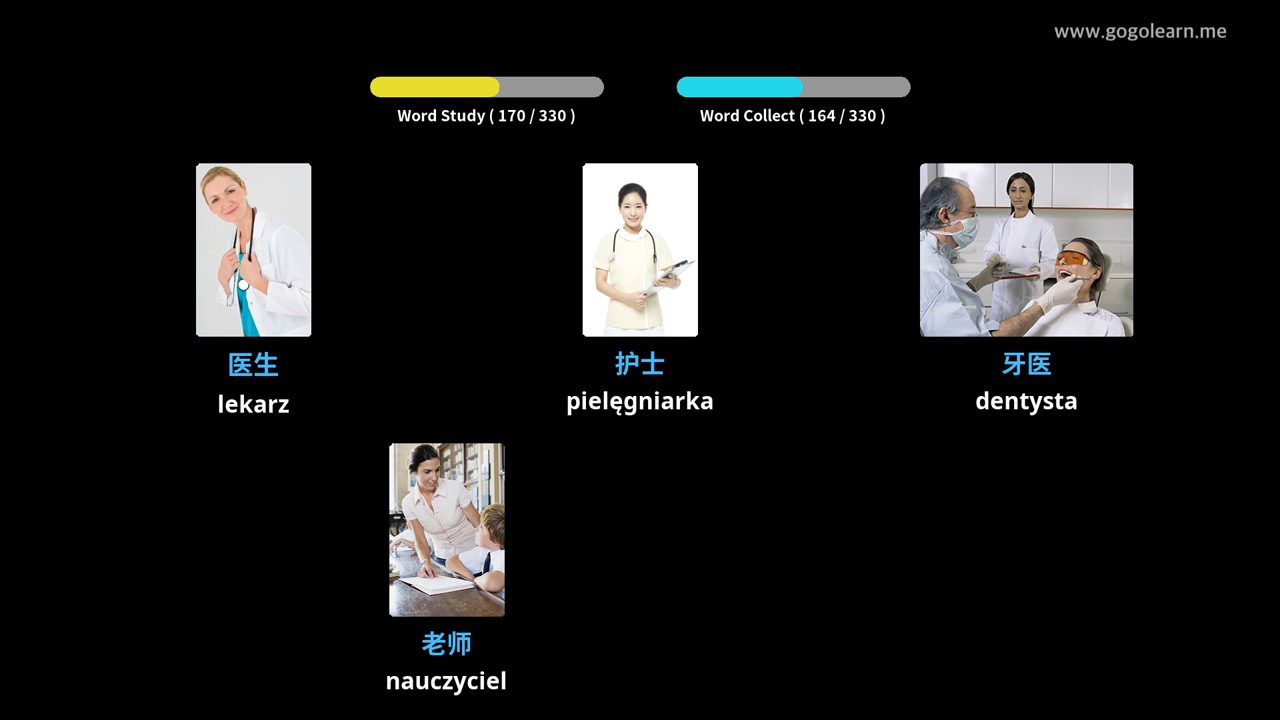 www.gogolearn.me
Word Study ( 170 / 330 )
Word Collect ( 164 / 330 )
医生
lekarz
护士
pielęgniarka
牙医
dentysta
老师
nauczyciel